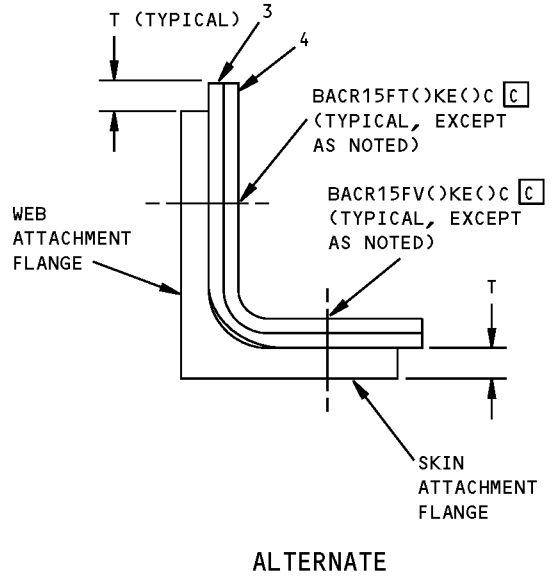 T (TYPICAL)
3
4
BACR15FT()KE()C C
(TYPICAL, EXCEPT
AS NOTED)
BACR15FV()KE()C C
(TYPICAL, EXCEPT
AS NOTED)
WEB
ATTACHMENT
FLANGE
T
SKIN
ATTACHMENT
FLANGE
ALTERNATE